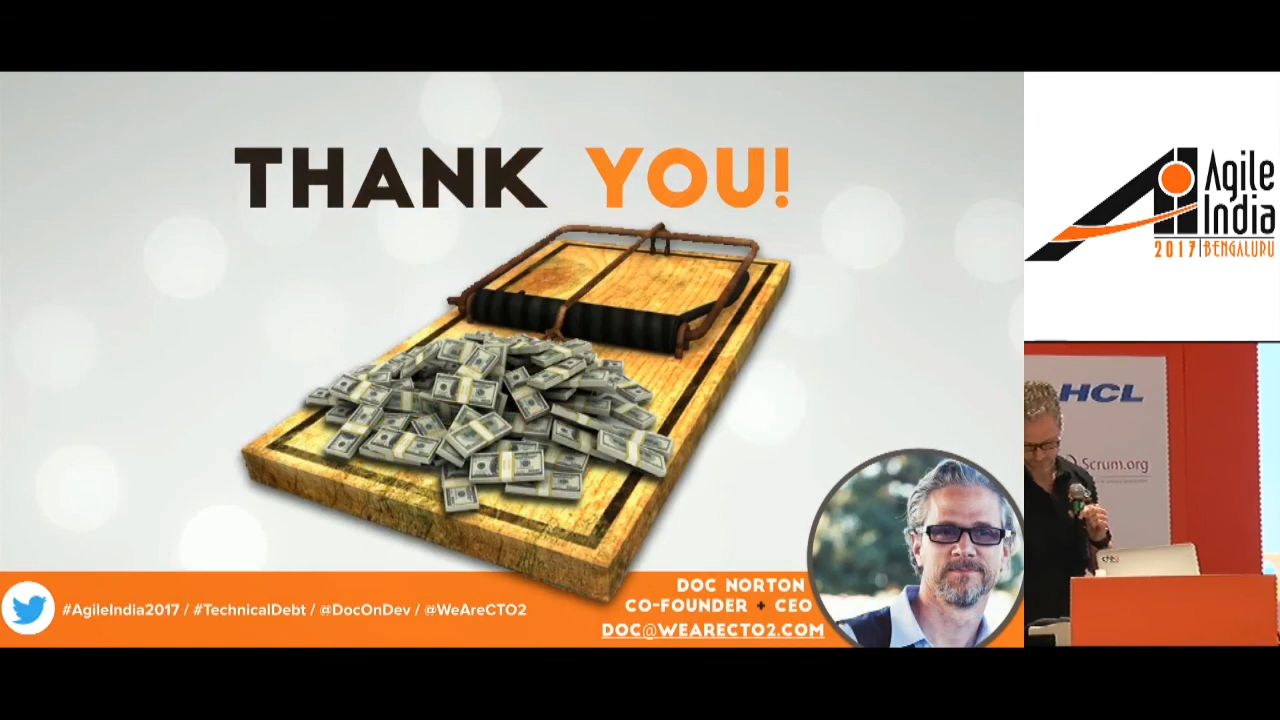 THANK YOU!
#AgileIndia2017 / #TechnicalDebt / @DocOnDev / @WeAreCTO2
DOC NORTON
CO-FOUNDER + CEO
DOC@WEARECTO2.COM
Agile
India
2017 | BENGALURU
HCL
Scrum.org